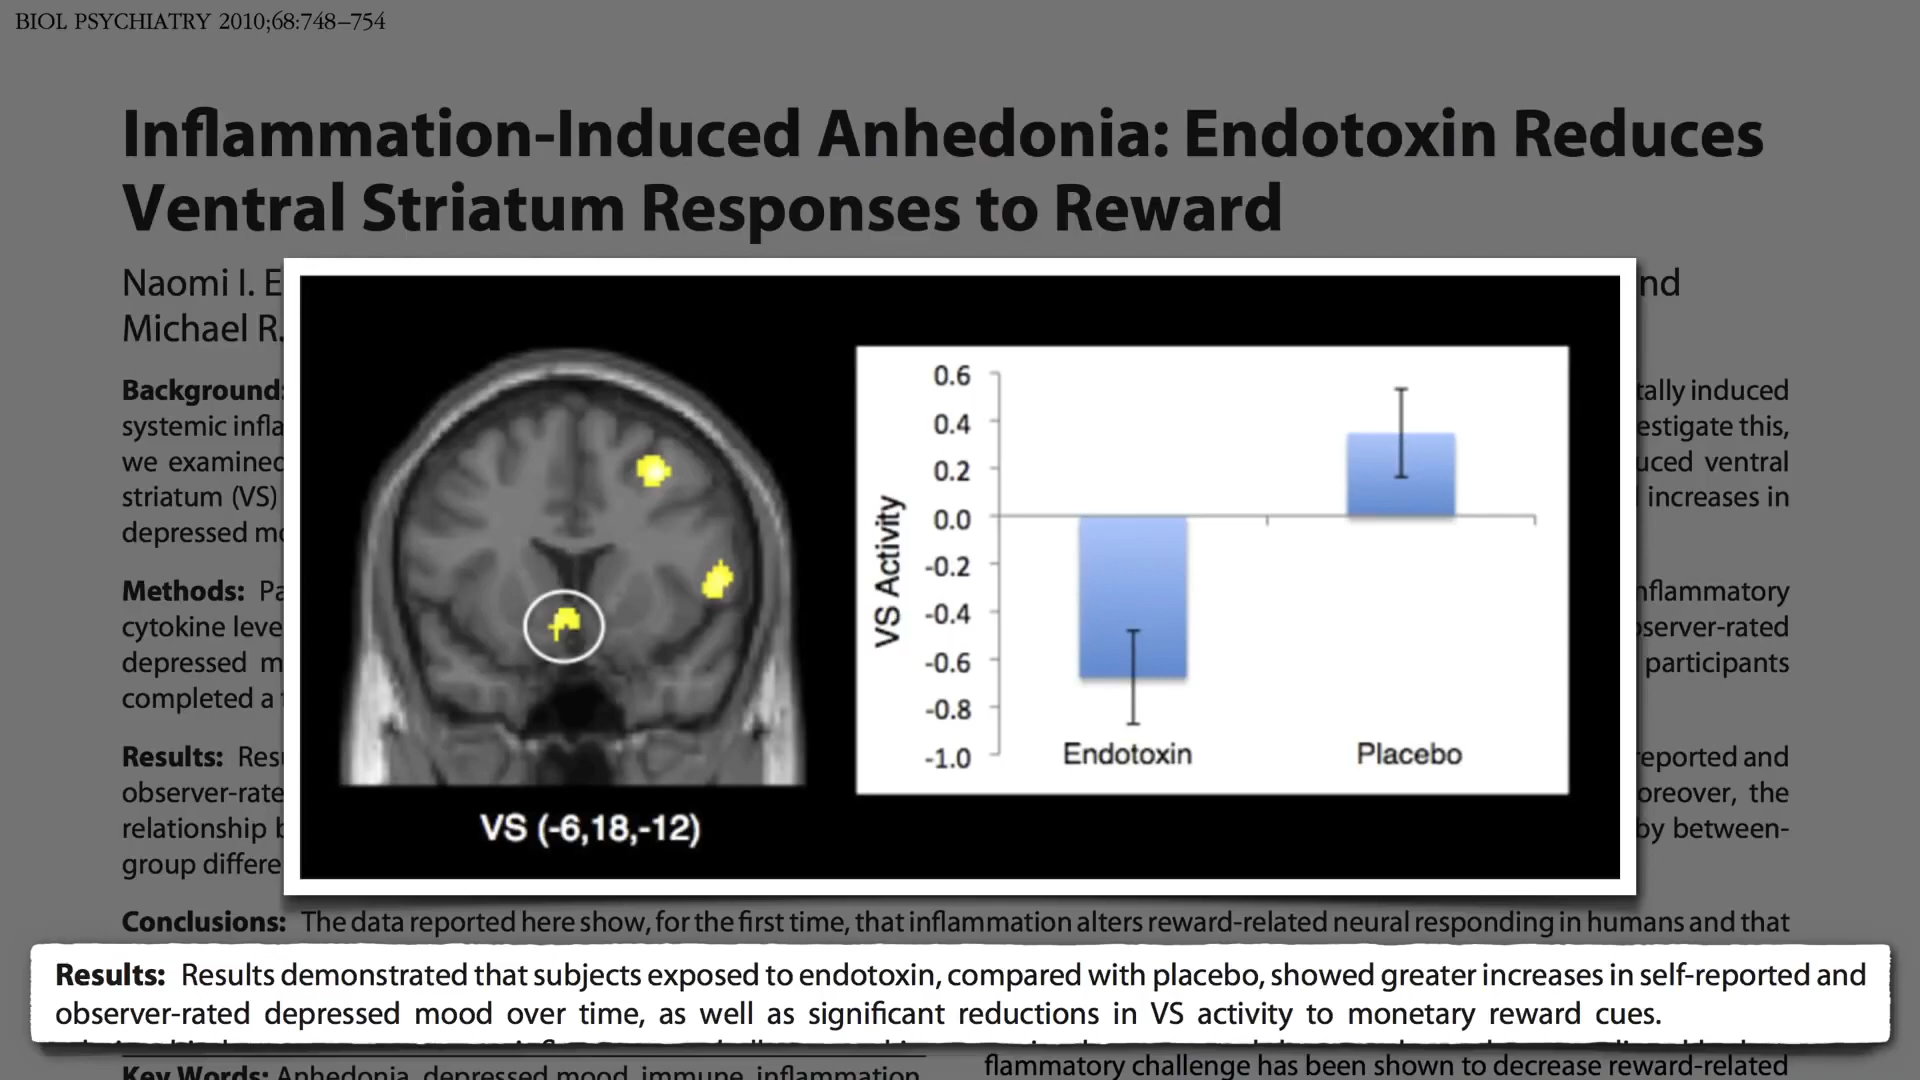 BIOL PSYCHIATRY 2010;68:748–754
Inflammation-Induced Anhedonia: Endotoxin Reduces
Ventral Striatum Responses to Reward
Naomi I. nd
Michael R.
Background: tally induced
systemic estigate this,
we examined uced ventral
striatum (VS) increases in
depressed
Methods: nflammatory
cytokine bserver-rated
depressed participants
completed a
Results: reported and
observer-rate oreover, the
relationship by between-
group
Conclusions: The data reported here show, for the first time, that inflammation alters reward-related neural responding in humans and that
VS (-6,18,-12)
VS Activity
0.6
0.4
0.2
0.0
-0.2
-0.4
-0.6
-0.8
-1.0
Endotoxin Placebo
Results: Results demonstrated that subjects exposed to endotoxin, compared with placebo, showed greater increases in self-reported and
observer-rated depressed mood over time, as well as significant reductions in VS activity to monetary reward cues.
Key Words: Anhedonia, depressed mood, immune, inflammation,
flammatory challenge has been shown to decrease reward-related